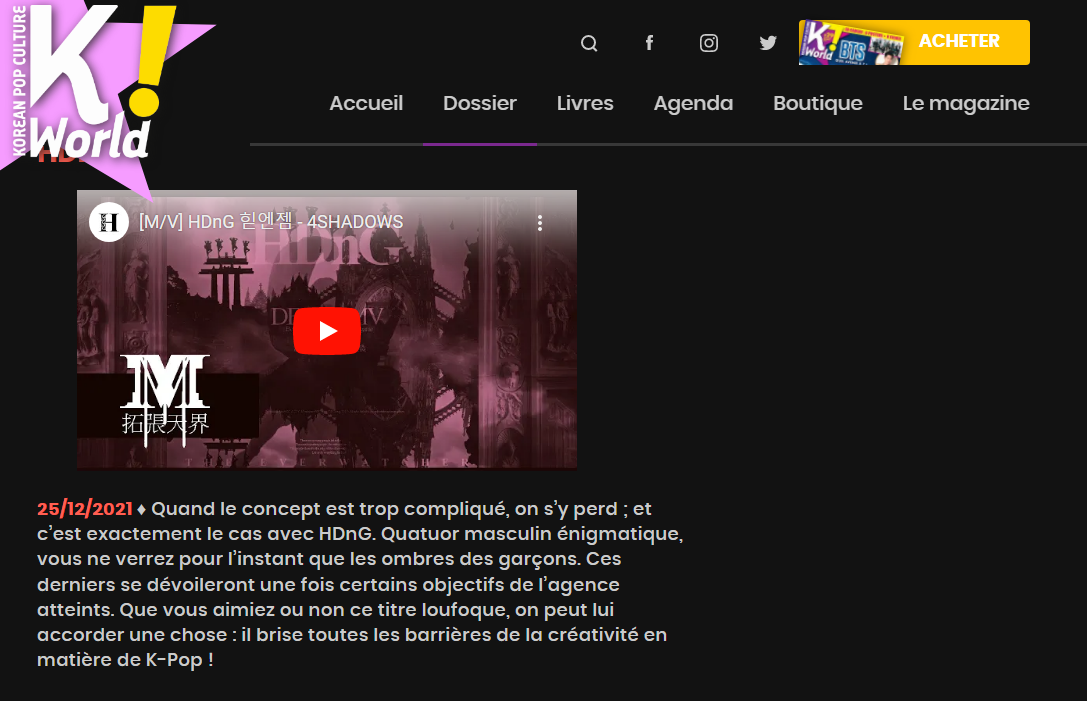 KOREAN POP CULTURE
K!
World
K!
World
BTS
ACHETER
Accueil
Dossier
Livres
Agenda
Boutique
Le magazine
[M/V] HDnG 힏엔젬 - 4SHADOWS
HDnG
M
拓張天界
25/12/2021 ♦ Quand le concept est trop compliqué, on s’y perd ; et
c’est exactement le cas avec HDnG. Quatuor masculin énigmatique,
vous ne verrez pour l’instant que les ombres des garçons. Ces
derniers se dévoileront une fois certains objectifs de l’agence
atteints. Que vous aimiez ou non ce titre loufoque, on peut lui
accorder une chose : il brise toutes les barrières de la créativité en
matière de K-Pop !